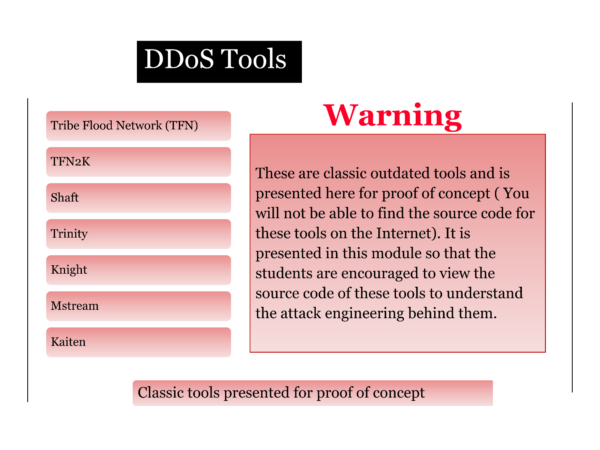 DDoS Tools
Tribe Flood Network (TFN)
TFN2K
Shaft
Trinity
Knight
Mstream
Kaiten
Warning
These are classic outdated tools and is
presented here for proof of concept ( You
will not be able to find the source code for
these tools on the Internet). It is
presented in this module so that the
students are encouraged to view the
source code of these tools to understand
the attack engineering behind them.
Classic tools presented for proof of concept